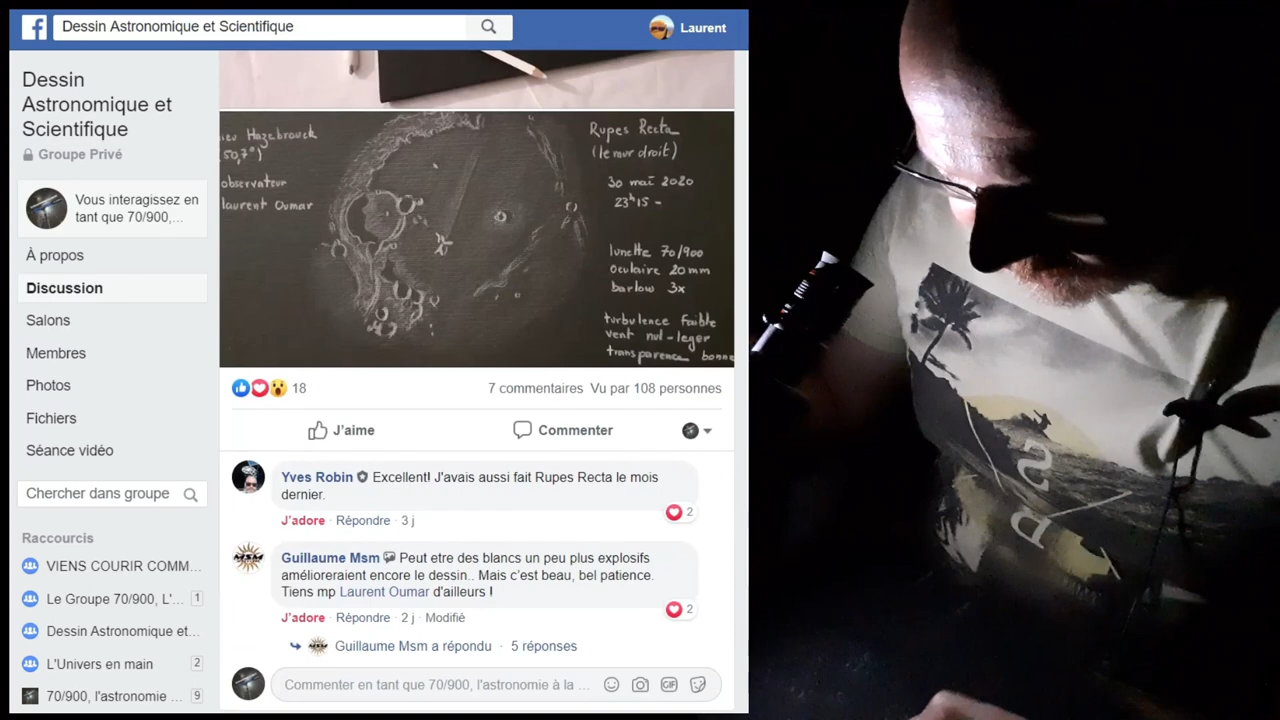 Dessin Astronomique et Scientifique
Laurent
Dessin
Astronomique et
Scientifique
Groupe Privé
Vous interagissez en
tant que 70/900,...
À propos
Discussion
Salons
Membres
Photos
Fichiers
Séance vidéo
Chercher dans groupe
Raccourcis
VIENS COURIR COMM...
Le Groupe 70/900, L'... 1
Dessin Astronomique et...
L'Univers en main 2
70/900, l'astronomie ... 9
Hazebrouck
(50,7°)
observateur
Laurent Oumar
Rupes Recta
(le mur droit)
30 mai 2020
23h15 -
lunette 70/900
oculaire 20mm
barlow 3x
turbulence faible
vent nul-leger
transparence bonne
18
7 commentaires Vu par 108 personnes
J'aime
Commenter
Yves Robin Excellent! J'avais aussi fait Rupes Recta le mois
dernier.
2
J'adore · Répondre · 3 j
MSM
Guillaume Msm Peut etre des blancs un peu plus explosifs
amélioreraient encore le dessin.. Mais c'est beau, bel patience.
Tiens mp Laurent Oumar d'ailleurs !
2
J'adore · Répondre · 2 j · Modifié
Guillaume Msm a répondu · 5 réponses
Commenter en tant que 70/900, l'astronomie à la ...
GIF